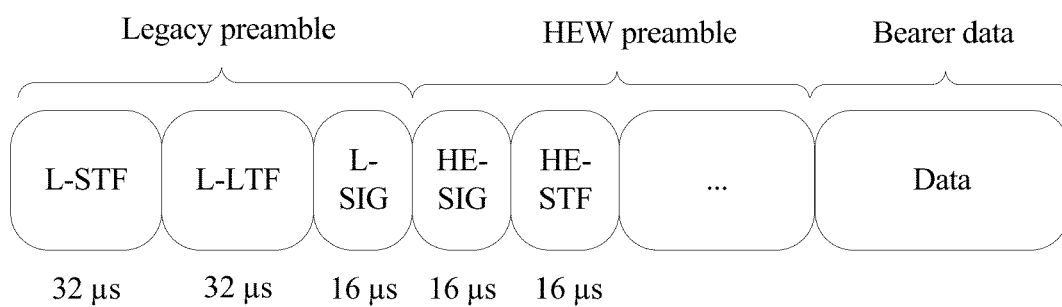 Legacy preamble
HEW preamble
Bearer data
L-STF
L-LTF
L-
SIG
HE-
SIG
HE-
STF
...
Data
32 μs
32 μs
16 μs
16 μs
16 μs